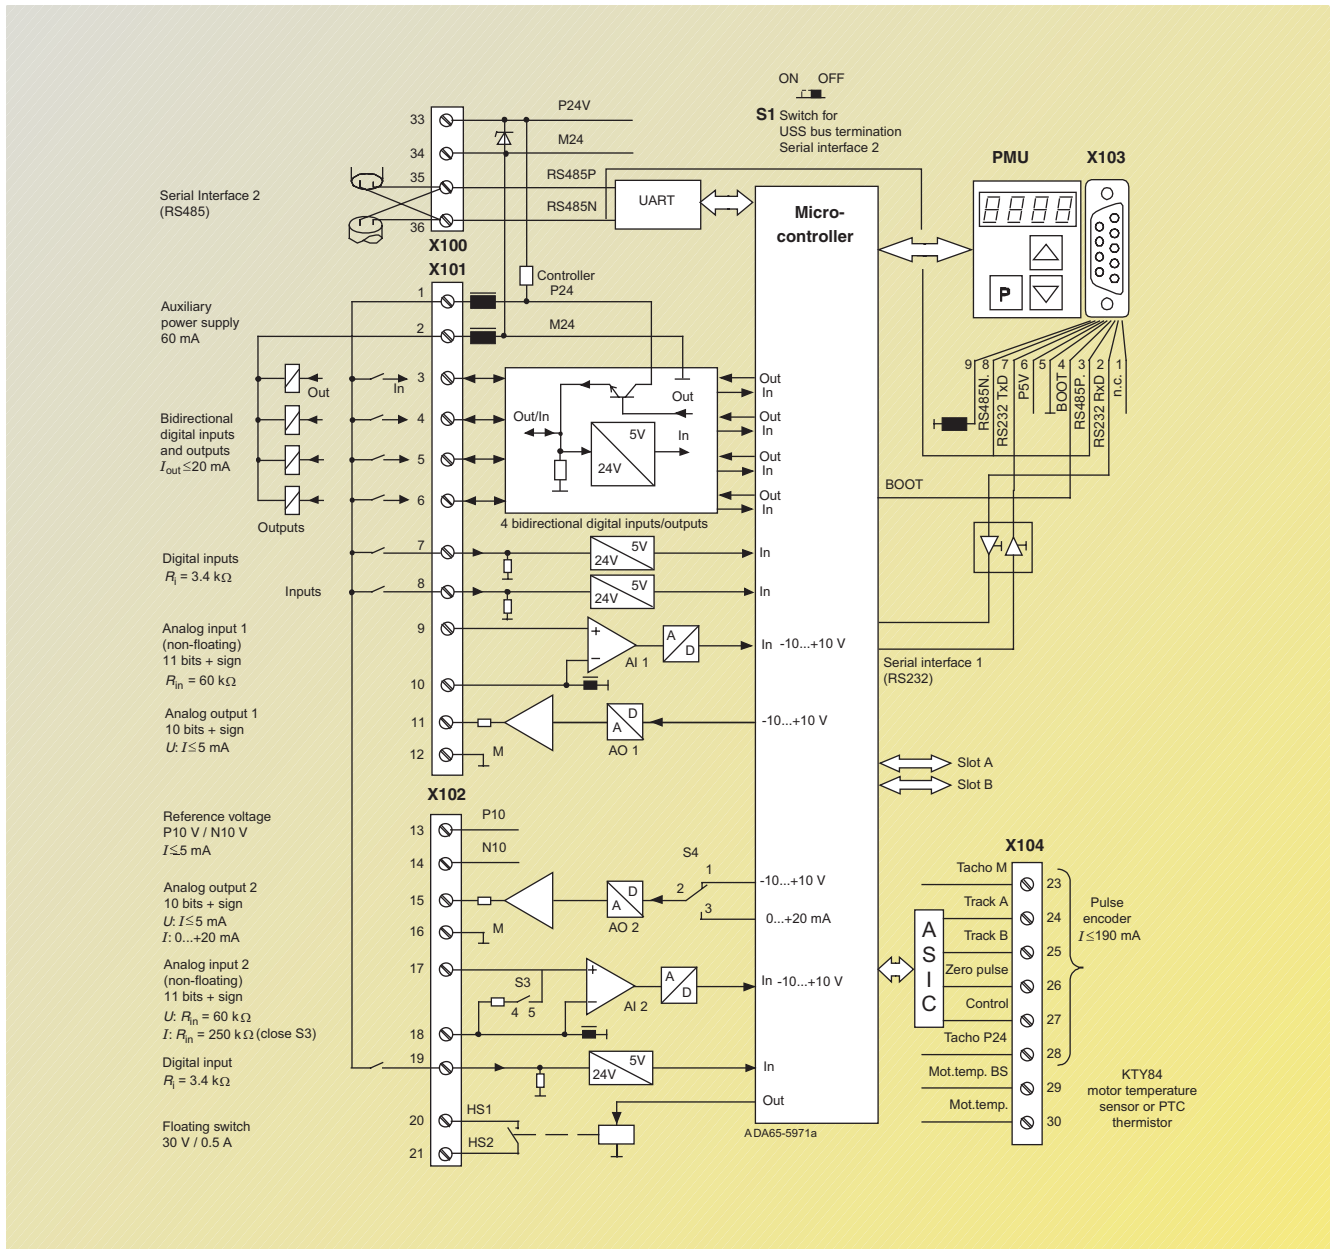 ON OFF
S1 Switch for
USS bus termination
Serial interface 2
33
P24V
34
M24
35
RS485P
36
RS485N
Serial Interface 2
(RS485)
UART
Micro-
controller
PMU
X103
P
X100
X101
Controller
P24
1
Auxiliary
power supply
60 mA
2
M24
9 8 7 6 5 4 3 2 1
RS485N.
RS232 TxD
P5V
BOOT
RS485P.
RS232 RxD
n.c.
3
Out
In
4
5
6
Bidirectional
digital inputs
and outputs
Iout ≤20 mA
Outputs
Out/In
Out
In
5V
24V
Out
In
Out
In
Out
In
Out
In
4 bidirectional digital inputs/outputs
BOOT
Digital inputs
Ri = 3.4 kΩ
7
5V
24V
In
Inputs
8
5V
24V
In
Analog input 1
(non-floating)
11 bits + sign
Rin = 60 kΩ
9
+
−
AI 1
A
D
In -10...+10 V
10
Serial interface 1
(RS232)
Analog output 1
10 bits + sign
U: I≤5 mA
11
D
A
AO 1
-10...+10 V
12
M
Slot A
Slot B
X102
Reference voltage
P10 V / N10 V
I≤5 mA
13
P10
14
N10
Analog output 2
10 bits + sign
U: I≤5 mA
I: 0...+20 mA
15
D
A
AO 2
S4
1
2
3
-10...+10 V
0...+20 mA
16
M
Analog input 2
(non-floating)
11 bits + sign
U: Rin = 60 kΩ
I: Rin = 250 kΩ (close S3)
17
S3
4 5
+
−
AI 2
A
D
In -10...+10 V
18
Digital input
Ri = 3.4 kΩ
19
5V
24V
In
Out
Floating switch
30 V / 0.5 A
20
HS1
21
HS2
ADA65-5971a
X104
Tacho M
23
Track A
24
Track B
25
Zero pulse
26
Control
27
Tacho P24
28
Mot.temp. BS
29
Mot.temp.
30
ASIC
Pulse
encoder
I≤190 mA
KTY84
motor temperature
sensor or PTC
thermistor